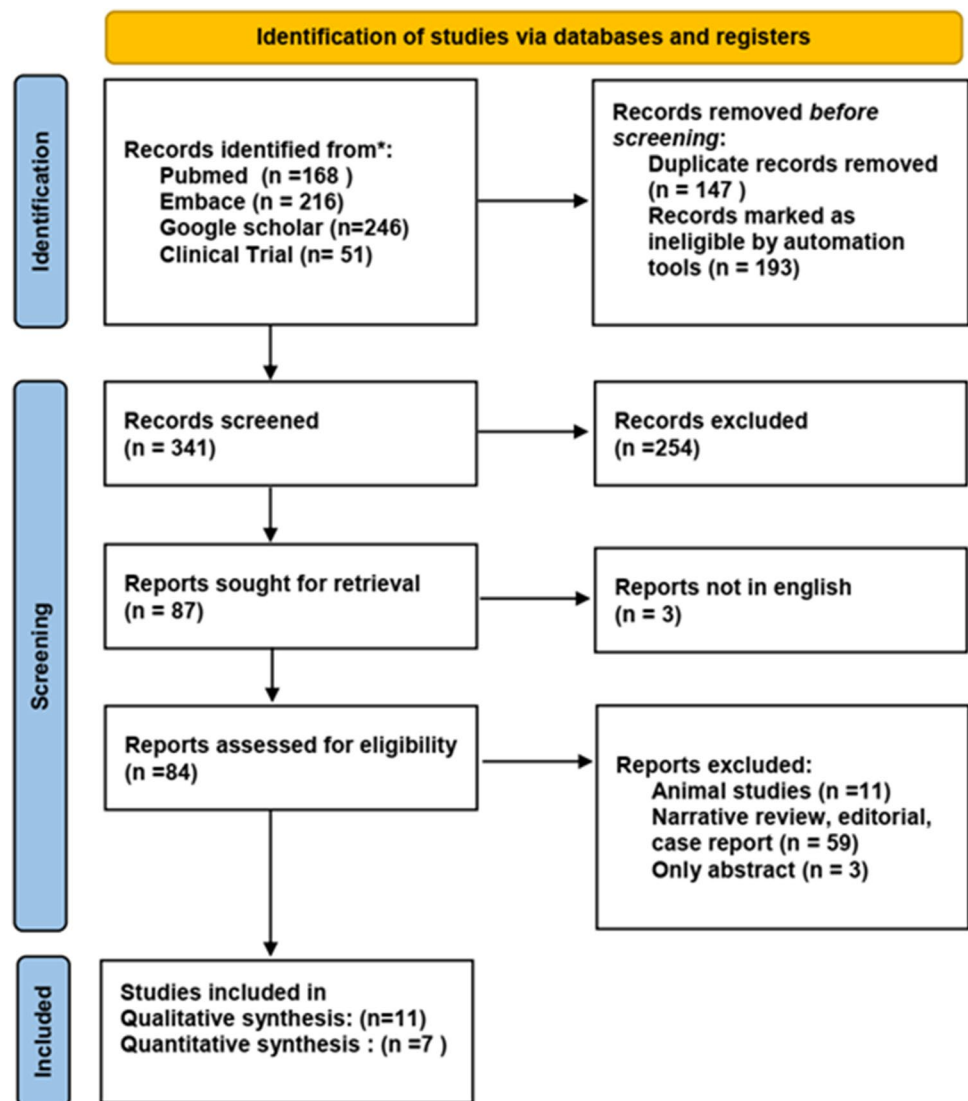 Identification of studies via databases and registers
Identification
Records identified from*:
Pubmed (n =168 )
Embace (n = 216)
Google scholar (n=246)
Clinical Trial (n= 51)
Records removed before
screening:
Duplicate records removed
(n = 147 )
Records marked as
ineligible by automation
tools (n = 193)
Screening
Records screened
(n = 341)
Records excluded
(n =254)
Reports sought for retrieval
(n = 87)
Reports not in english
(n = 3)
Reports assessed for eligibility
(n =84)
Reports excluded:
Animal studies (n =11)
Narrative review, editorial,
case report (n = 59)
Only abstract (n = 3)
Included
Studies included in
Qualitative synthesis: (n=11)
Quantitative synthesis : (n =7 )